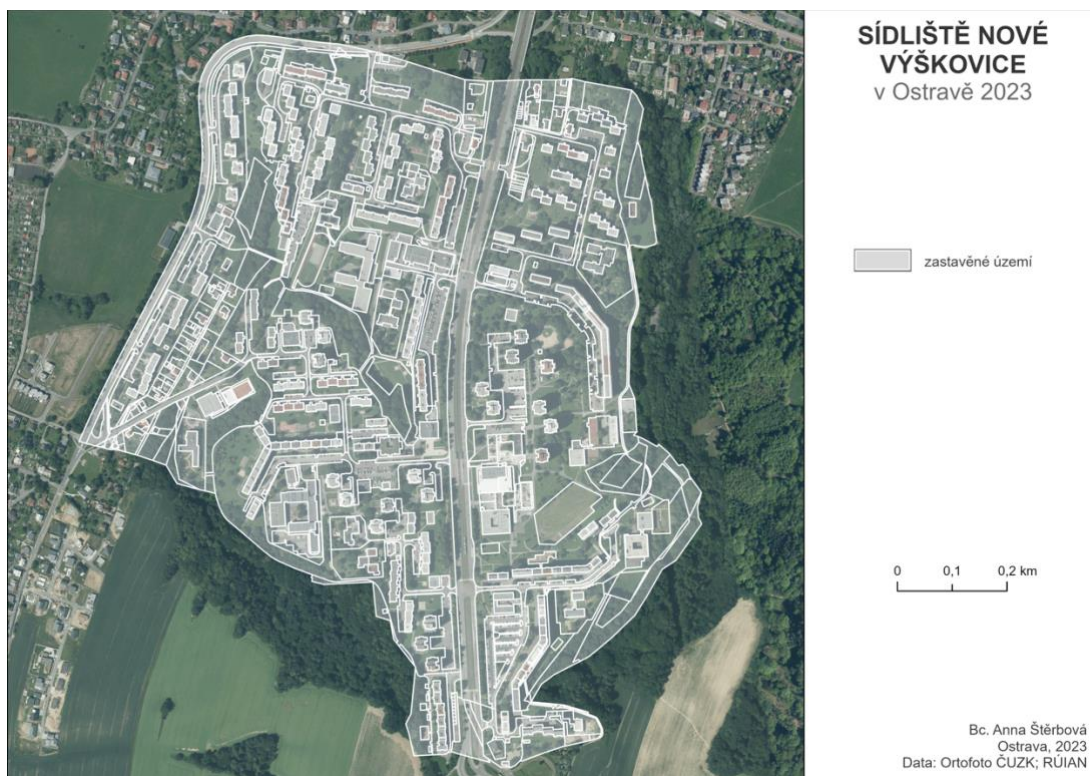 SÍDLIŠTĚ NOVÉ
VÝŠKOVICE
v Ostravě 2023
zastavěné území
0 0,1 0,2 km
Bc. Anna Štěrbová
Ostrava, 2023
Data: Ortofoto ČUZK; RÚIAN